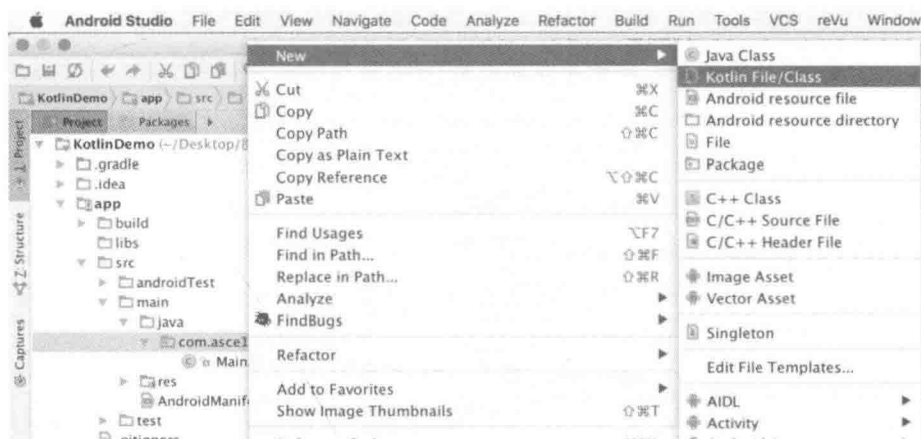 Android Studio File Edit View Navigate Code Analyze Refactor Build Run Tools VCS reVu Window
KotlinDemo app src
Project Packages
1: Project
Z: Structure
Captures
KotlinDemo (~/Desktop/8
.gradle
.idea
app
build
libs
src
androidTest
main
java
com.asce1
Main
res
AndroidManif
test
New
Cut ⌘X
Copy ⌘C
Copy Path ⇧⌘C
Copy as Plain Text
Copy Reference ⌥⇧⌘C
Paste ⌘V
Find Usages ⌥F7
Find in Path... ⇧⌘F
Replace in Path... ⇧⌘R
Analyze
FindBugs
Refactor
Add to Favorites
Show Image Thumbnails ⇧⌘T
Java Class
Kotlin File/Class
Android resource file
Android resource directory
File
Package
C++ Class
C/C++ Source File
C/C++ Header File
Image Asset
Vector Asset
Singleton
Edit File Templates...
AIDL
Activity